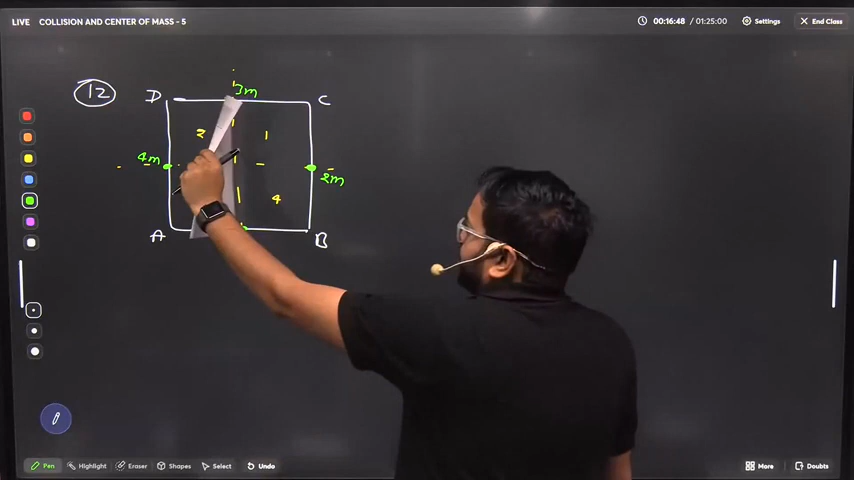 LIVE COLLISION AND CENTER OF MASS - 5
00:16:48 / 01:25:00 Settings End Class
12
D 3m C
2 1
4m 2m
4
A B
Pen Highlight Eraser Shapes Select Undo More Doubts